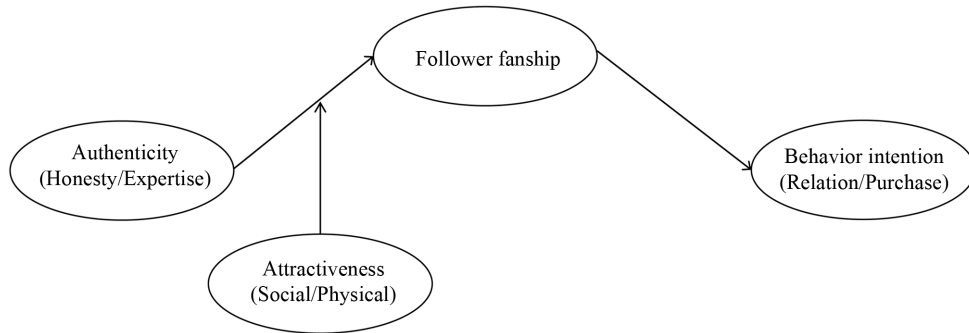 Follower fanship
Authenticity
(Honesty/Expertise)
Behavior intention
(Relation/Purchase)
Attractiveness
(Social/Physical)